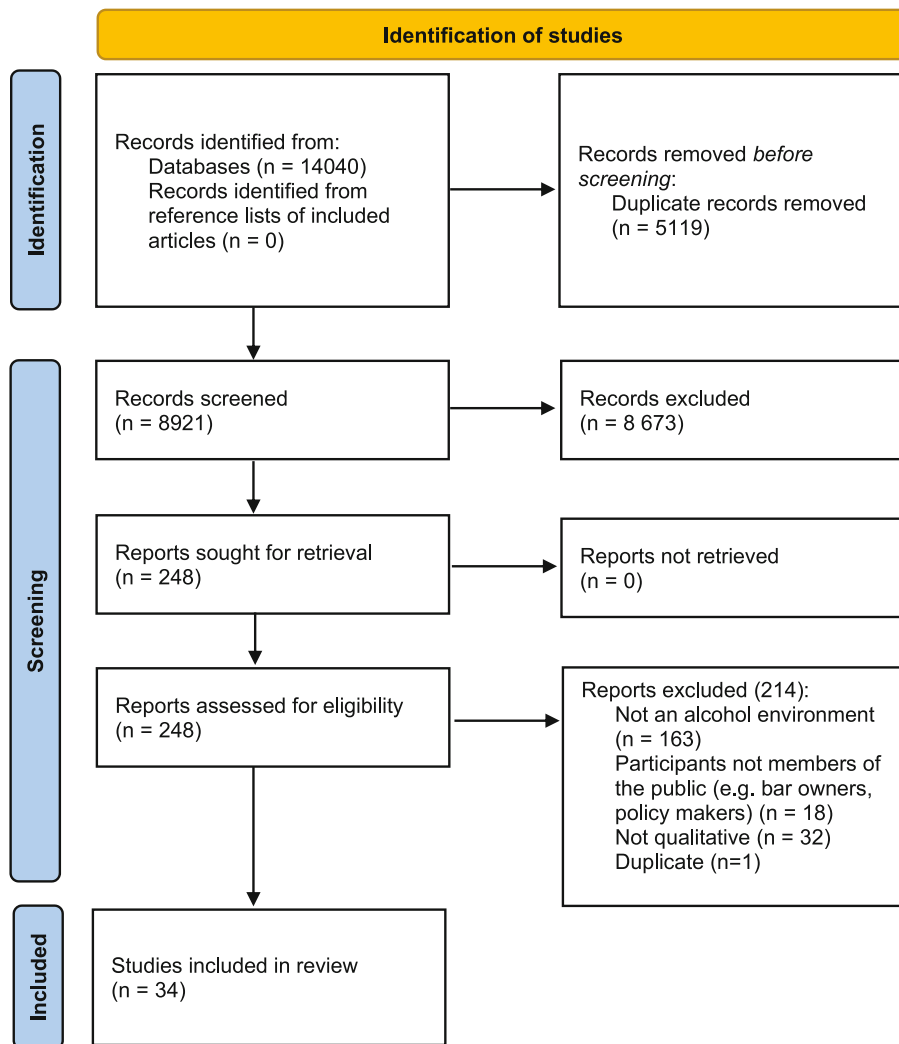 Identification of studies
Identification
Records identified from:
Databases (n = 14040)
Records identified from
reference lists of included
articles (n = 0)
Records removed before
screening:
Duplicate records removed
(n = 5119)
Screening
Records screened
(n = 8921)
Records excluded
(n = 8 673)
Reports sought for retrieval
(n = 248)
Reports not retrieved
(n = 0)
Reports assessed for eligibility
(n = 248)
Reports excluded (214):
Not an alcohol environment
(n = 163)
Participants not members of
the public (e.g. bar owners,
policy makers) (n = 18)
Not qualitative (n = 32)
Duplicate (n=1)
Included
Studies included in review
(n = 34)